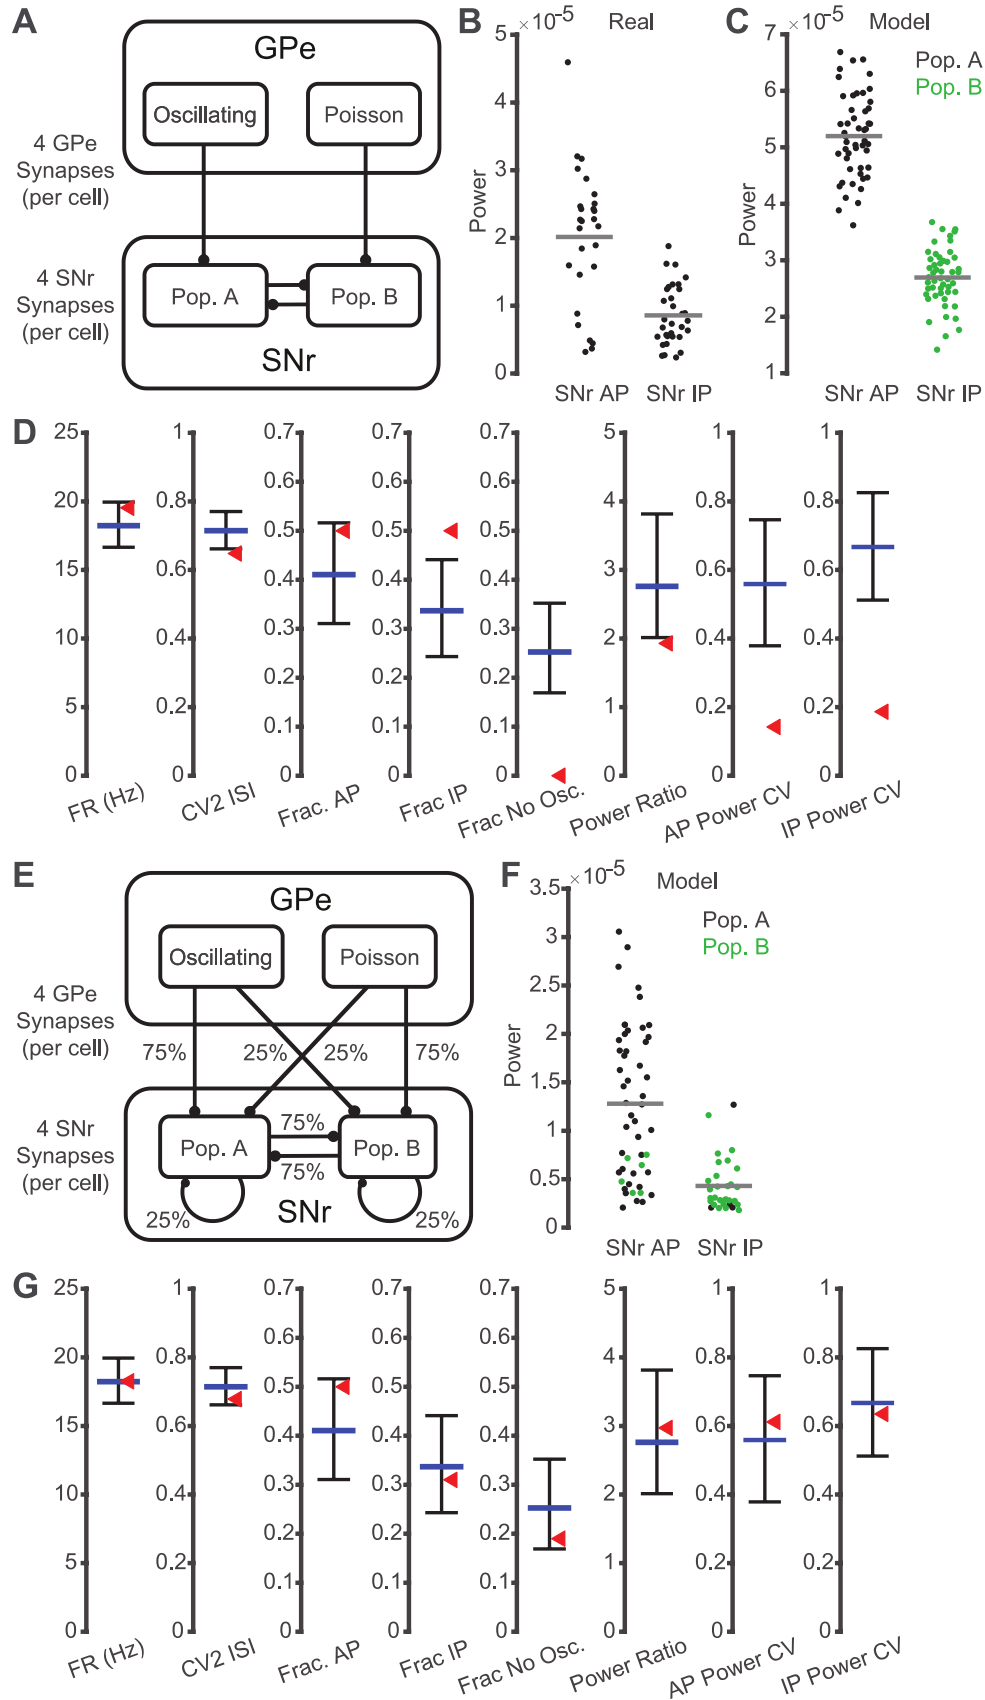 A
GPe
Oscillating
Poisson
4 GPe
Synapses
(per cell)
4 SNr
Synapses
(per cell)
Pop. A
Pop. B
SNr
B
×10⁻⁵
Real
Power
5
4
3
2
1
0
SNr AP
SNr IP
C
×10⁻⁵
Model
Pop. A
Pop. B
Power
7
6
5
4
3
2
1
SNr AP
SNr IP
D
25
20
15
10
5
0
FR (Hz)
1
0.8
0.6
0.4
0.2
0
CV2 ISI
0.7
0.6
0.5
0.4
0.3
0.2
0.1
0
Frac. AP
0.7
0.6
0.5
0.4
0.3
0.2
0.1
0
Frac IP
0.7
0.6
0.5
0.4
0.3
0.2
0.1
0
Frac No Osc.
5
4
3
2
1
0
Power Ratio
1
0.8
0.6
0.4
0.2
0
AP Power CV
1
0.8
0.6
0.4
0.2
0
IP Power CV
E
GPe
Oscillating
Poisson
4 GPe
Synapses
(per cell)
75%
25%
25%
75%
4 SNr
Synapses
(per cell)
Pop. A
75%
75%
Pop. B
25%
SNr
25%
F
×10⁻⁵
Model
Pop. A
Pop. B
Power
3.5
3
2.5
2
1.5
1
0.5
0
SNr AP
SNr IP
G
25
20
15
10
5
0
FR (Hz)
1
0.8
0.6
0.4
0.2
0
CV2 ISI
0.7
0.6
0.5
0.4
0.3
0.2
0.1
0
Frac. AP
0.7
0.6
0.5
0.4
0.3
0.2
0.1
0
Frac IP
0.7
0.6
0.5
0.4
0.3
0.2
0.1
0
Frac No Osc.
5
4
3
2
1
0
Power Ratio
1
0.8
0.6
0.4
0.2
0
AP Power CV
1
0.8
0.6
0.4
0.2
0
IP Power CV